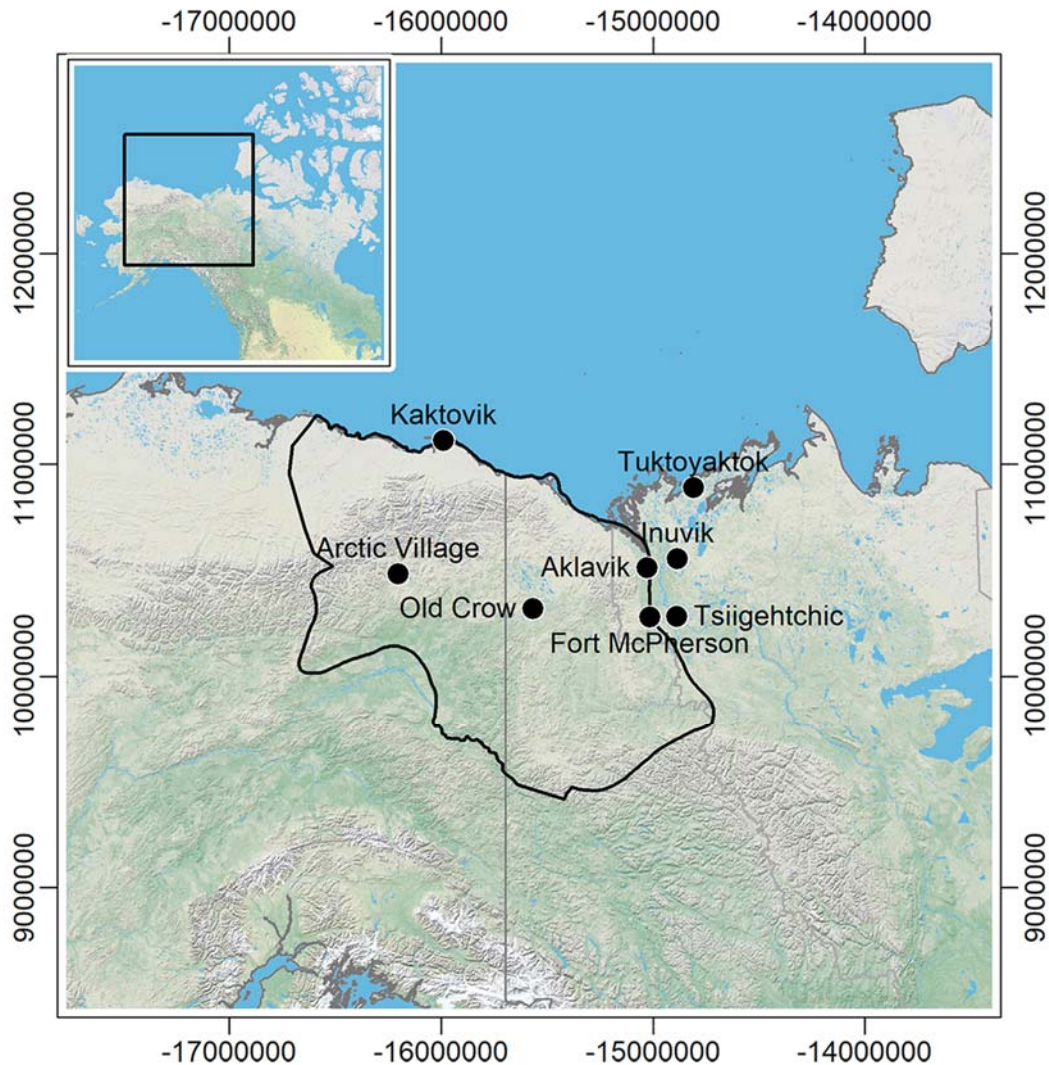 -17000000 -16000000 -15000000 -14000000
12000000 12000000
11000000 11000000
10000000 10000000
9000000 9000000
Kaktovik
Tuktoyaktok
Inuvik
Arctic Village
Aklavik
Old Crow
Tsiigehtchic
Fort McPherson
-17000000 -16000000 -15000000 -14000000